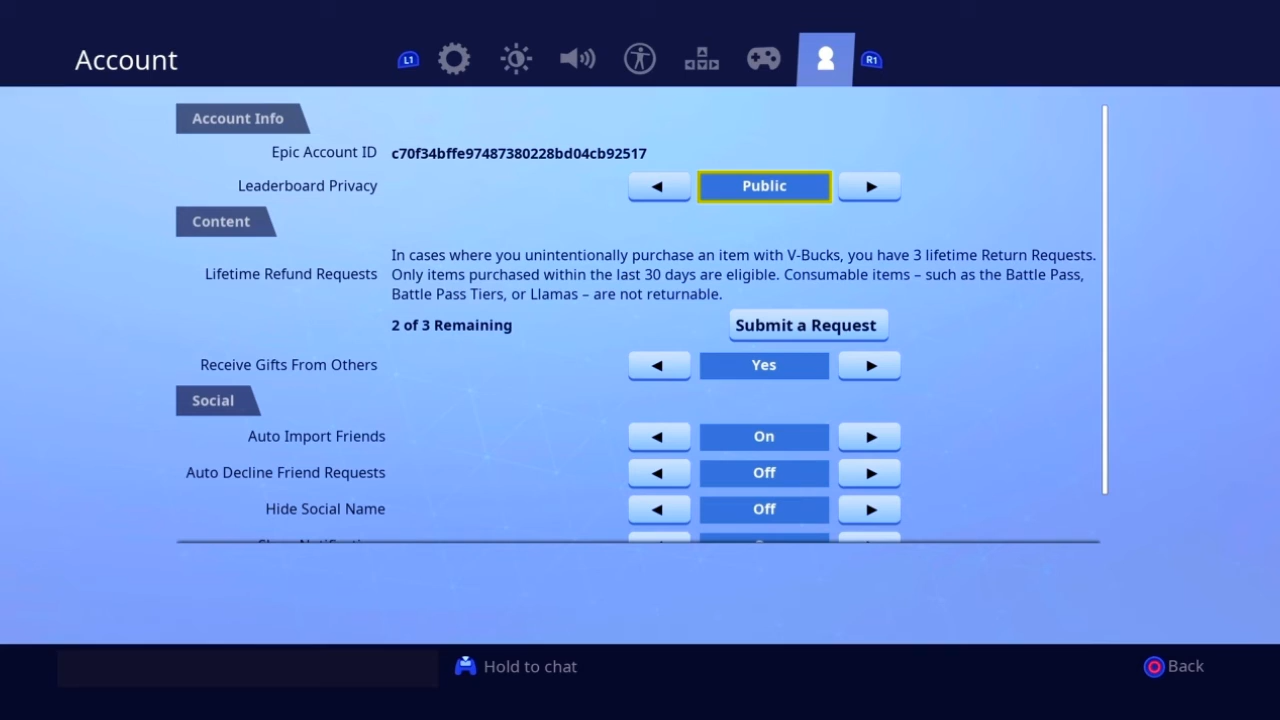 Account
L1
R1
Account Info
Epic Account ID c70f34bffe97487380228bd04cb92517
Leaderboard Privacy Public
Content
In cases where you unintentionally purchase an item with V-Bucks, you have 3 lifetime Return Requests.
Lifetime Refund Requests Only items purchased within the last 30 days are eligible. Consumable items – such as the Battle Pass,
Battle Pass Tiers, or Llamas – are not returnable.
2 of 3 Remaining Submit a Request
Receive Gifts From Others Yes
Social
Auto Import Friends On
Auto Decline Friend Requests Off
Hide Social Name Off
Hold to chat
Back